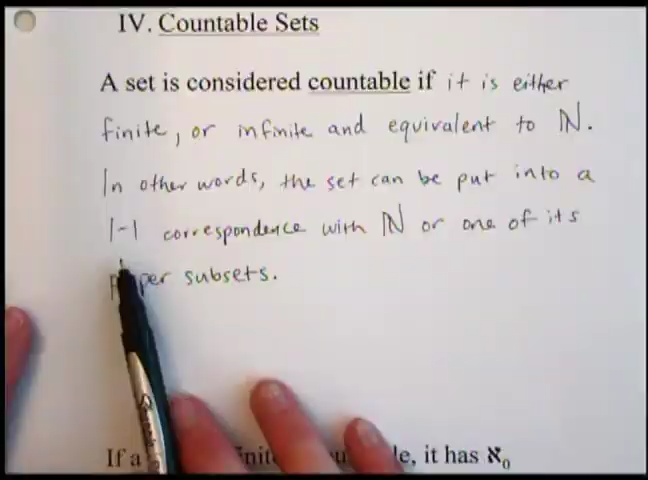 IV. Countable Sets
A set is considered countable if it is either
finite, or infinite and equivalent to ℕ.
In other words, the set can be put into a
1-1 correspondence with ℕ or one of its
subsets.
If a it has ℵ₀